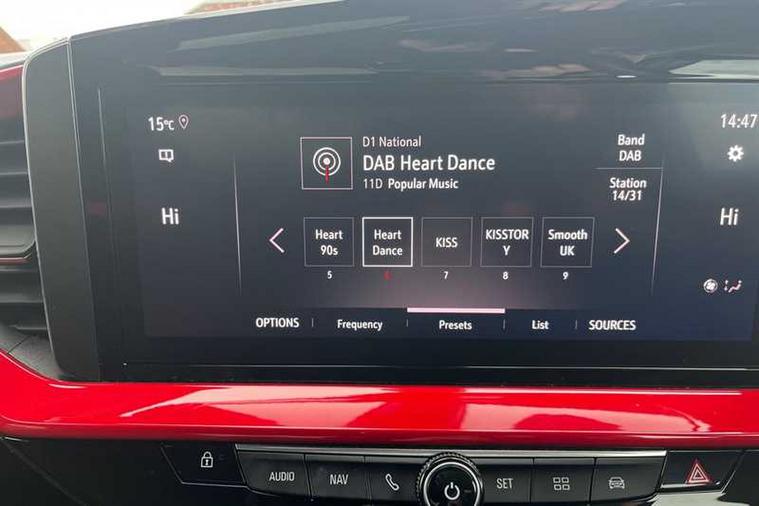 15°C
14:47
D1 National
DAB Heart Dance
11D Popular Music
Band
DAB
Station
14/31
Hi
Hi
Heart
90s
Heart
Dance
KISS
KISSTOR
Y
Smooth
UK
5
6
7
8
9
OPTIONS
Frequency
Presets
List
SOURCES
AUDIO
NAV
SET